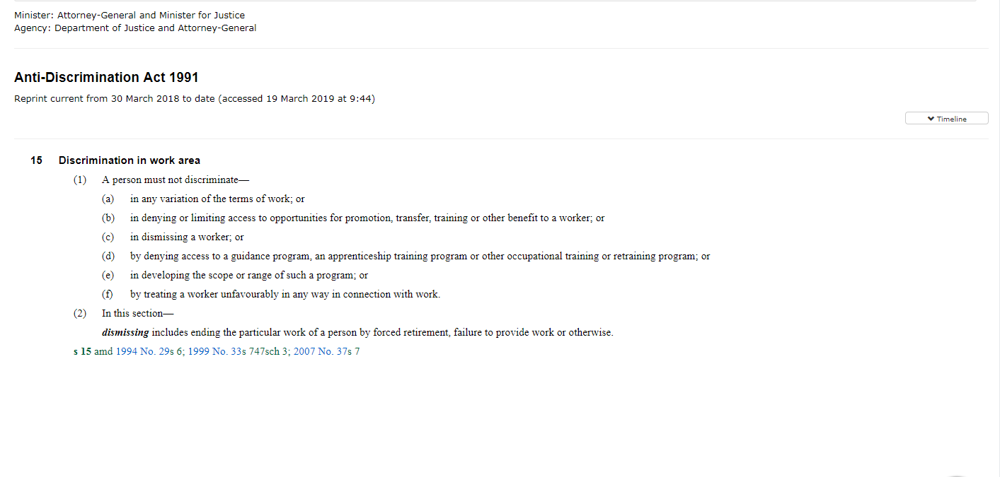 Minister: Attorney-General and Minister for Justice
Agency: Department of Justice and Attorney-General
Anti-Discrimination Act 1991
Reprint current from 30 March 2018 to date (accessed 19 March 2019 at 9:44)
Timeline
15 Discrimination in work area
(1) A person must not discriminate—
(a) in any variation of the terms of work; or
(b) in denying or limiting access to opportunities for promotion, transfer, training or other benefit to a worker; or
(c) in dismissing a worker; or
(d) by denying access to a guidance program, an apprenticeship training program or other occupational training or retraining program; or
(e) in developing the scope or range of such a program; or
(f) by treating a worker unfavourably in any way in connection with work.
(2) In this section—
dismissing includes ending the particular work of a person by forced retirement, failure to provide work or otherwise.
s 15 amd 1994 No. 29s 6; 1999 No. 33s 747sch 3; 2007 No. 37s 7